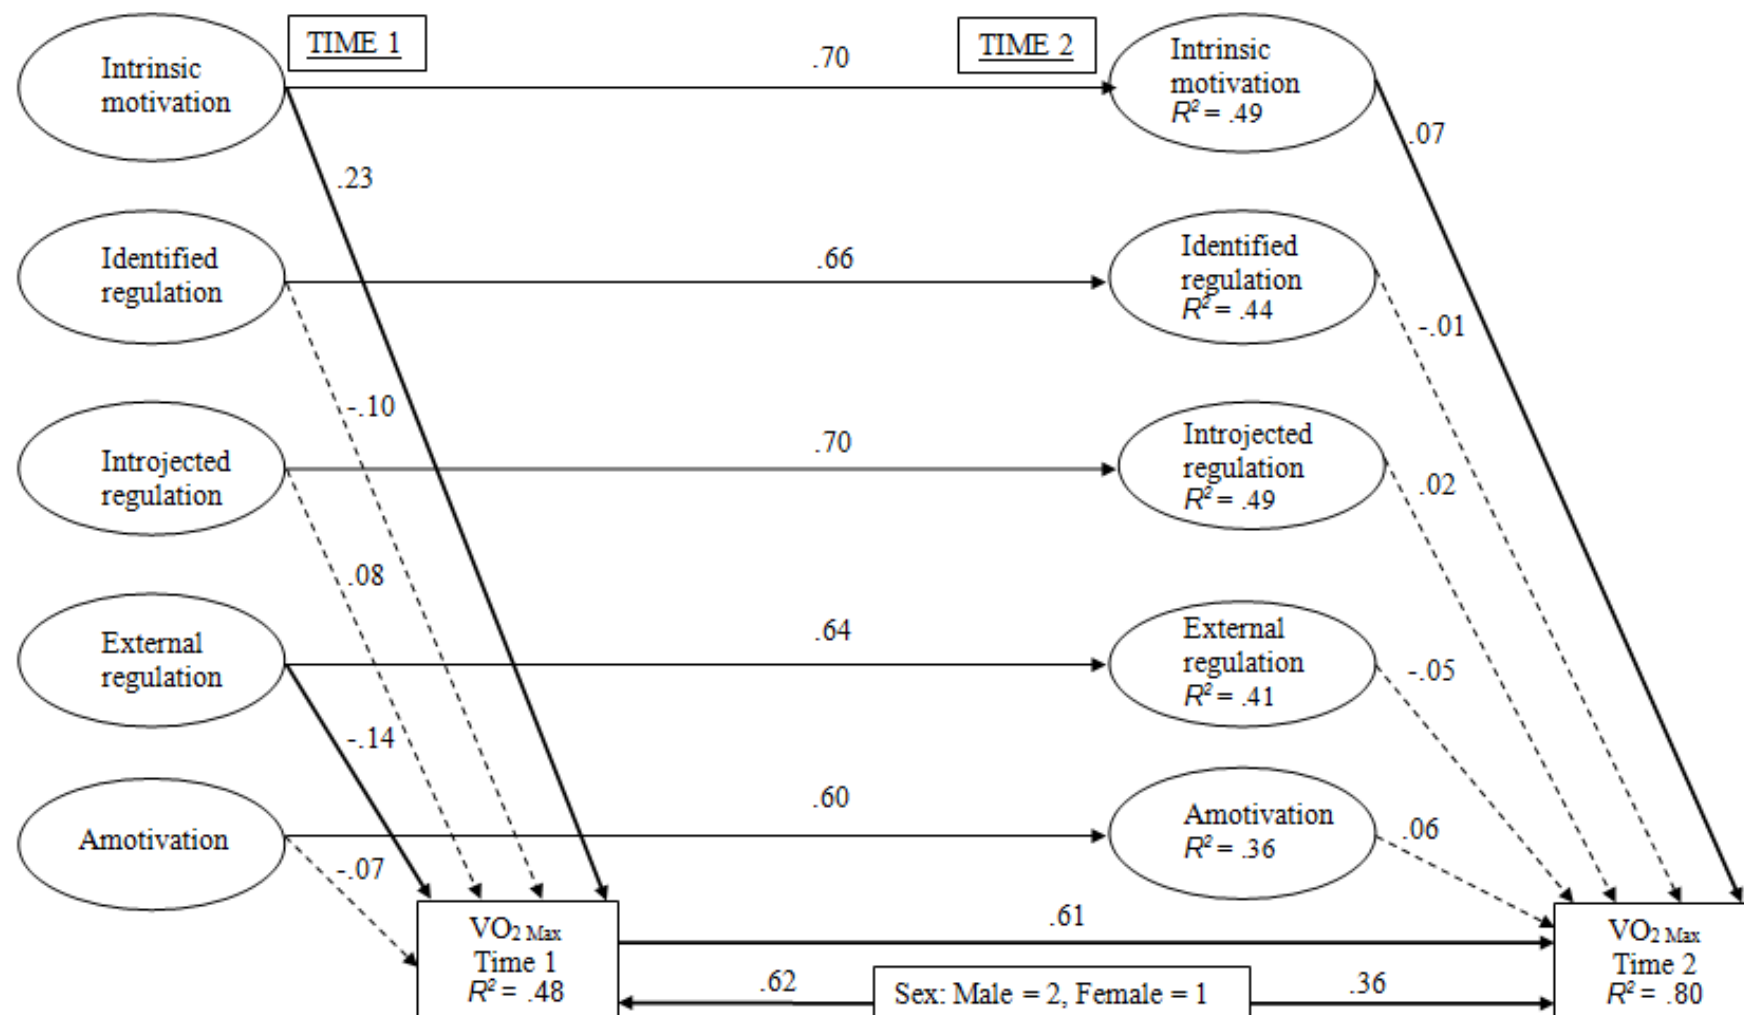 TIME 1
TIME 2
Intrinsic
motivation
.70
Intrinsic
motivation
R² = .49
.23
.07
Identified
regulation
.66
Identified
regulation
R² = .44
-.10
-.01
Introjected
regulation
.70
Introjected
regulation
R² = .49
.08
.02
External
regulation
.64
External
regulation
R² = .41
-.14
-.05
Amotivation
.60
Amotivation
R² = .36
-.07
.06
VO₂ Max
Time 1
R² = .48
.61
.62
Sex: Male = 2, Female = 1
.36
VO₂ Max
Time 2
R² = .80